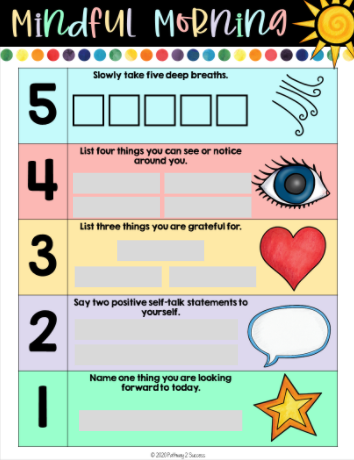 Mindful Morning
5
Slowly take five deep breaths.
4
List four things you can see or notice
around you.
3
List three things you are grateful for.
2
Say two positive self-talk statements to
yourself.
1
Name one thing you are looking
forward to today.
© 2020 Pathway 2 Success